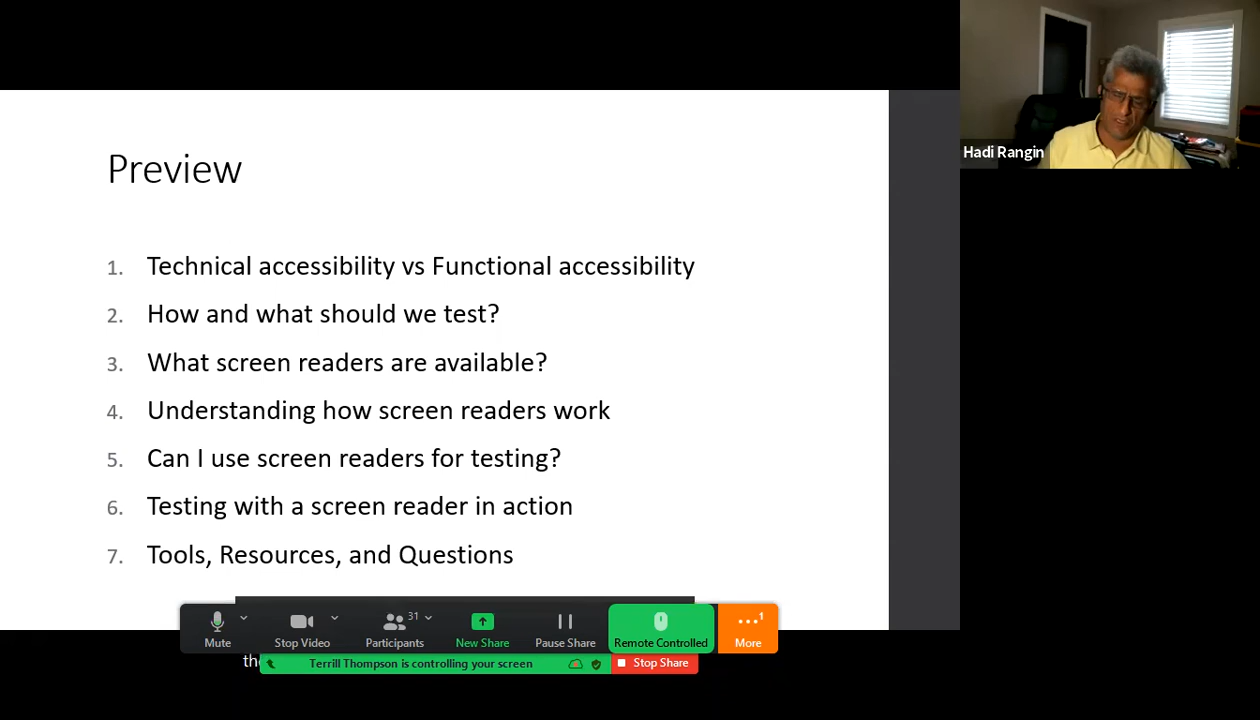 Preview
1. Technical accessibility vs Functional accessibility
2. How and what should we test?
3. What screen readers are available?
4. Understanding how screen readers work
5. Can I use screen readers for testing?
6. Testing with a screen reader in action
7. Tools, Resources, and Questions
Hadi Rangin
31
1
Mute Stop Video Participants New Share Pause Share Remote Controlled More
Terrill Thompson is controlling your screen Stop Share